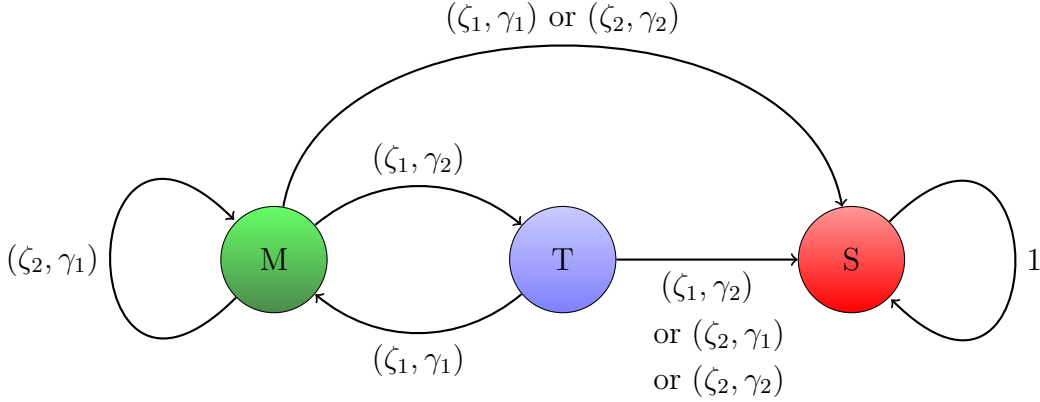 (ζ₁, γ₁) or (ζ₂, γ₂)
(ζ₁, γ₂)
(ζ₂, γ₁)
M
T
S
1
(ζ₁, γ₂)
or (ζ₂, γ₁)
or (ζ₂, γ₂)
(ζ₁, γ₁)